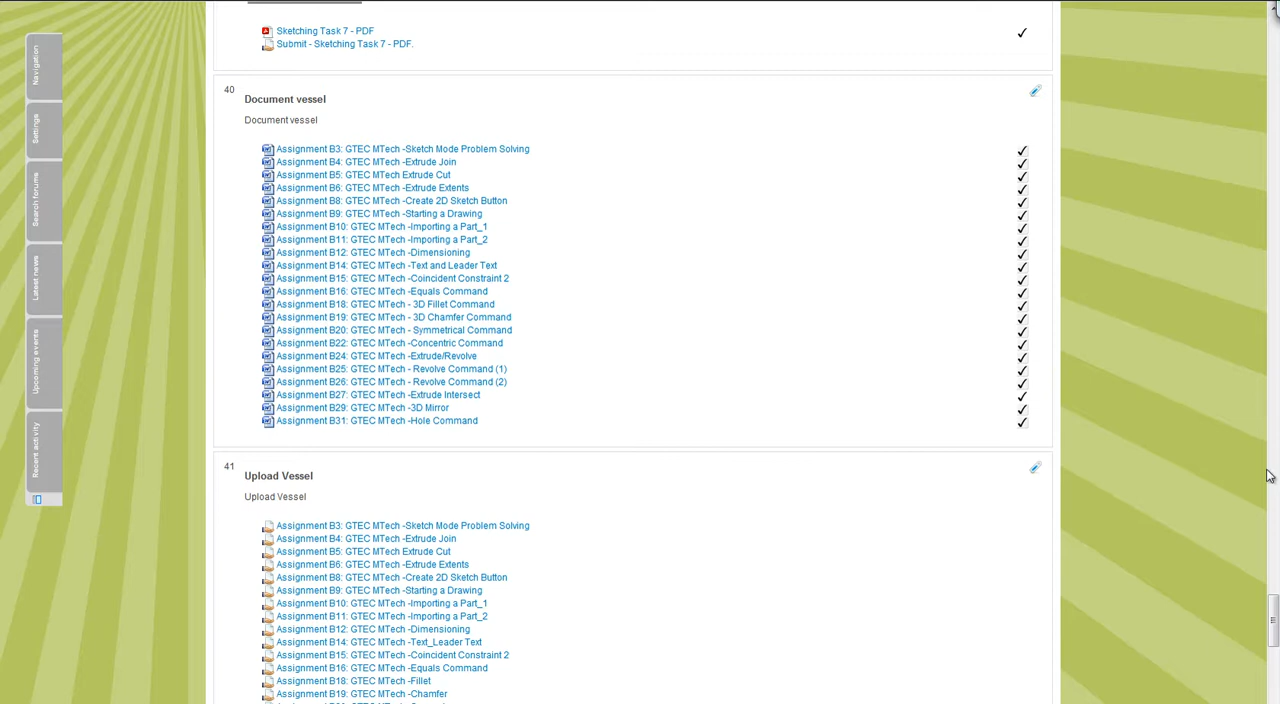 Sketching Task 7 - PDF
Submit - Sketching Task 7 - PDF.
40
Document vessel
Document vessel
Assignment B3: GTEC MTech -Sketch Mode Problem Solving
Assignment B4: GTEC MTech -Extrude Join
Assignment B5: GTEC MTech Extrude Cut
Assignment B6: GTEC MTech -Extrude Extents
Assignment B8: GTEC MTech -Create 2D Sketch Button
Assignment B9: GTEC MTech -Starting a Drawing
Assignment B10: GTEC MTech -Importing a Part_1
Assignment B11: GTEC MTech -Importing a Part_2
Assignment B12: GTEC MTech -Dimensioning
Assignment B14: GTEC MTech -Text and Leader Text
Assignment B15: GTEC MTech -Coincident Constraint 2
Assignment B16: GTEC MTech -Equals Command
Assignment B18: GTEC MTech - 3D Fillet Command
Assignment B19: GTEC MTech - 3D Chamfer Command
Assignment B20: GTEC MTech - Symmetrical Command
Assignment B22: GTEC MTech -Concentric Command
Assignment B24: GTEC MTech -Extrude/Revolve
Assignment B25: GTEC MTech - Revolve Command (1)
Assignment B26: GTEC MTech - Revolve Command (2)
Assignment B27: GTEC MTech -Extrude Intersect
Assignment B29: GTEC MTech -3D Mirror
Assignment B31: GTEC MTech -Hole Command
41
Upload Vessel
Upload Vessel
Assignment B3: GTEC MTech -Sketch Mode Problem Solving
Assignment B4: GTEC MTech -Extrude Join
Assignment B5: GTEC MTech Extrude Cut
Assignment B6: GTEC MTech -Extrude Extents
Assignment B8: GTEC MTech -Create 2D Sketch Button
Assignment B9: GTEC MTech -Starting a Drawing
Assignment B10: GTEC MTech -Importing a Part_1
Assignment B11: GTEC MTech -Importing a Part_2
Assignment B12: GTEC MTech -Dimensioning
Assignment B14: GTEC MTech -Text_Leader Text
Assignment B15: GTEC MTech -Coincident Constraint 2
Assignment B16: GTEC MTech -Equals Command
Assignment B18: GTEC MTech -Fillet
Assignment B19: GTEC MTech -Chamfer
Navigation
Settings
Search forums
Latest news
Upcoming events
Recent activity